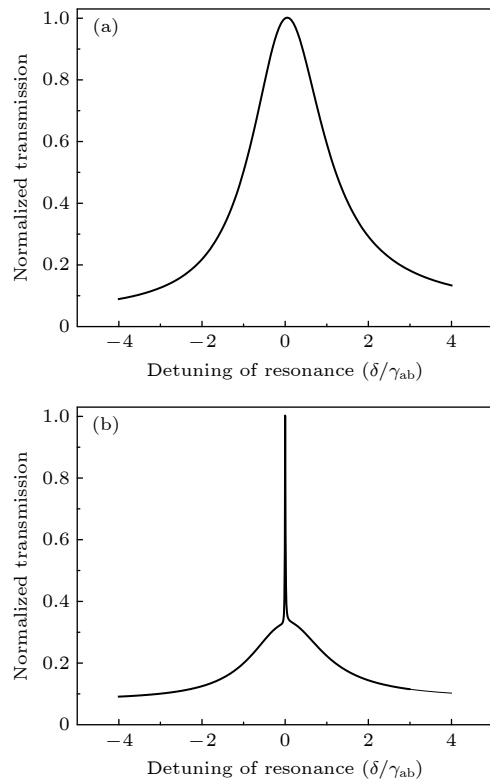 (a)
1.0
0.8
0.6
0.4
0.2
0
Normalized transmission
−4 −2 0 2 4
Detuning of resonance (δ/γab)
(b)
1.0
0.8
0.6
0.4
0.2
0
Normalized transmission
−4 −2 0 2 4
Detuning of resonance (δ/γab)